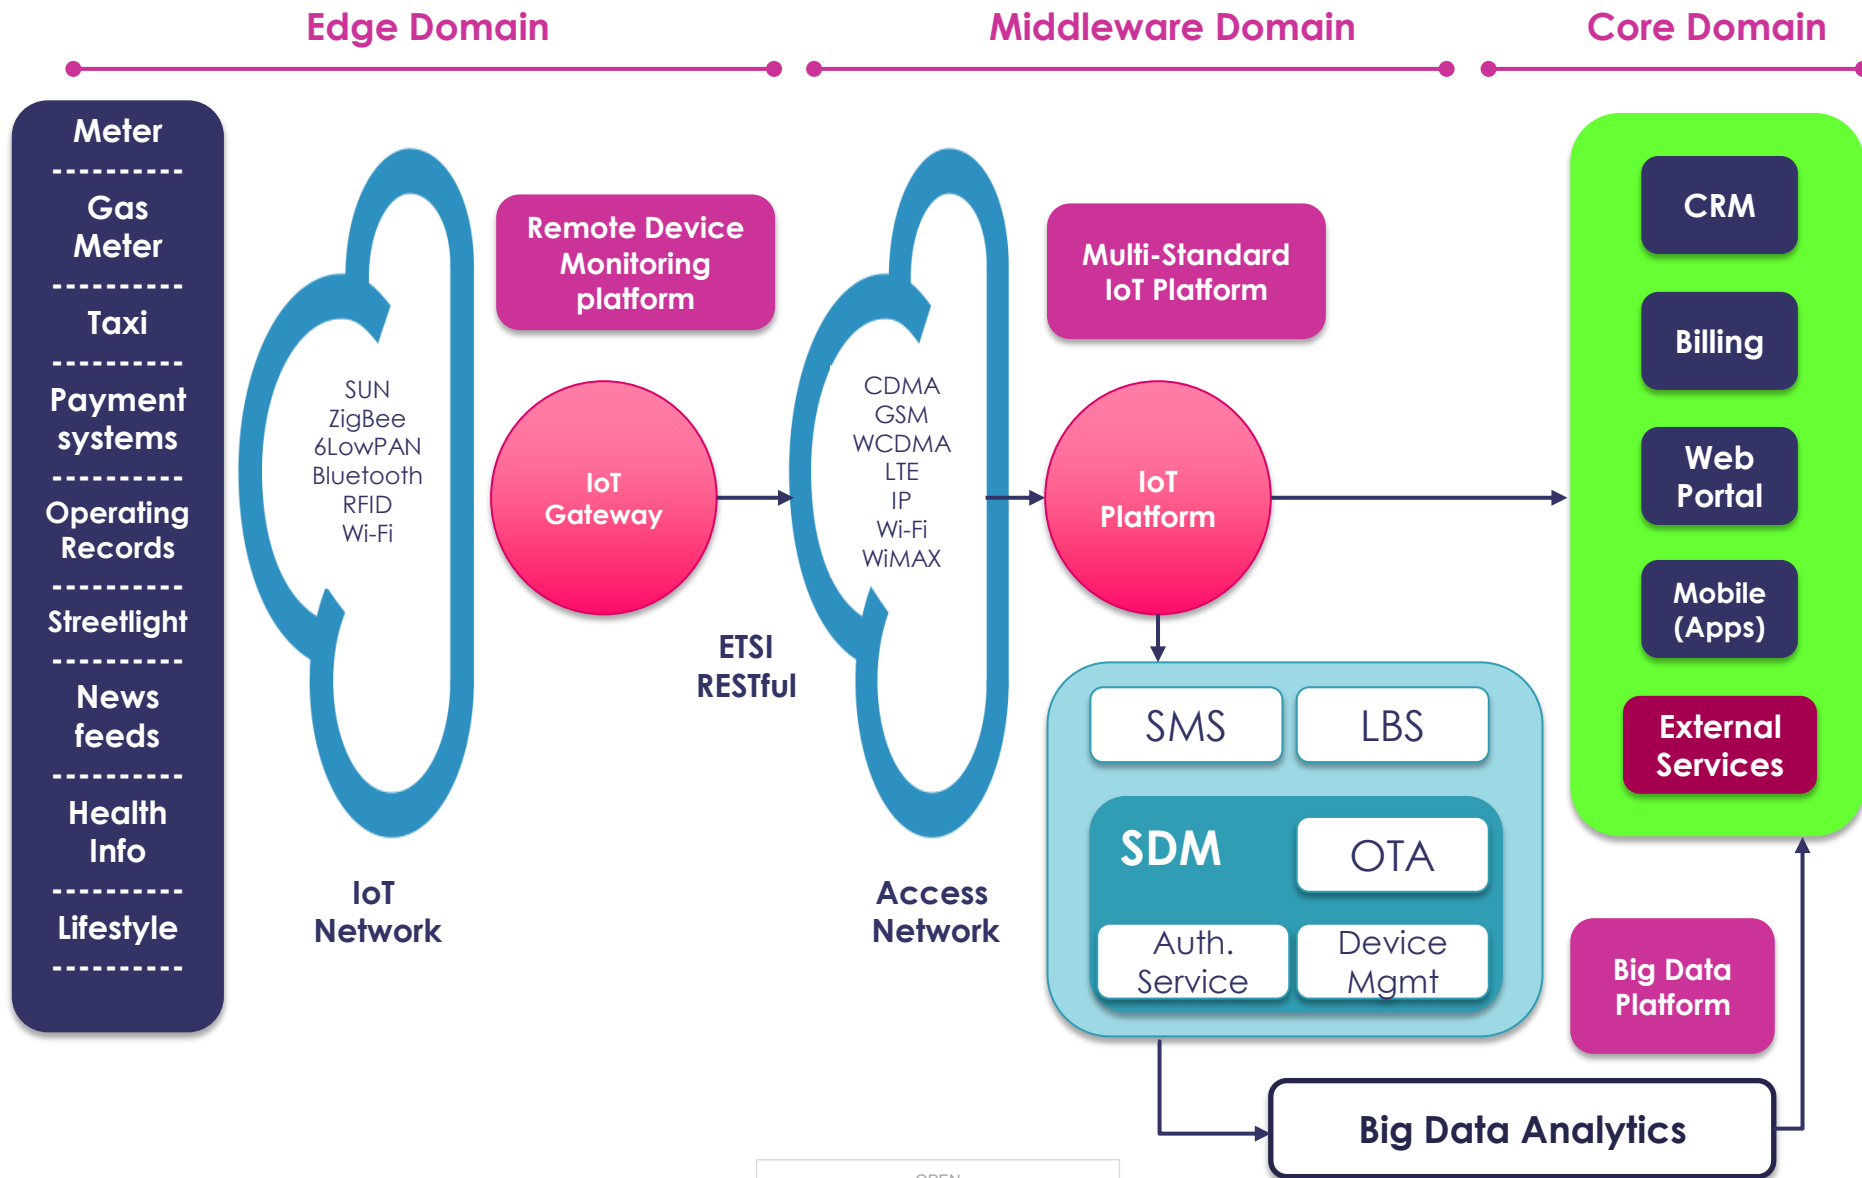 Edge Domain
Middleware Domain
Core Domain
Meter
Gas
Meter
Taxi
Payment
systems
Operating
Records
Streetlight
News
feeds
Health
Info
Lifestyle
SUN
ZigBee
6LowPAN
Bluetooth
RFID
Wi-Fi
IoT
Network
Remote Device
Monitoring
platform
IoT
Gateway
ETSI
RESTful
CDMA
GSM
WCDMA
LTE
IP
Wi-Fi
WiMAX
Access
Network
Multi-Standard
IoT Platform
IoT
Platform
SMS
LBS
SDM
OTA
Auth.
Service
Device
Mgmt
CRM
Billing
Web
Portal
Mobile
(Apps)
External
Services
Big Data
Platform
Big Data Analytics
OPEN